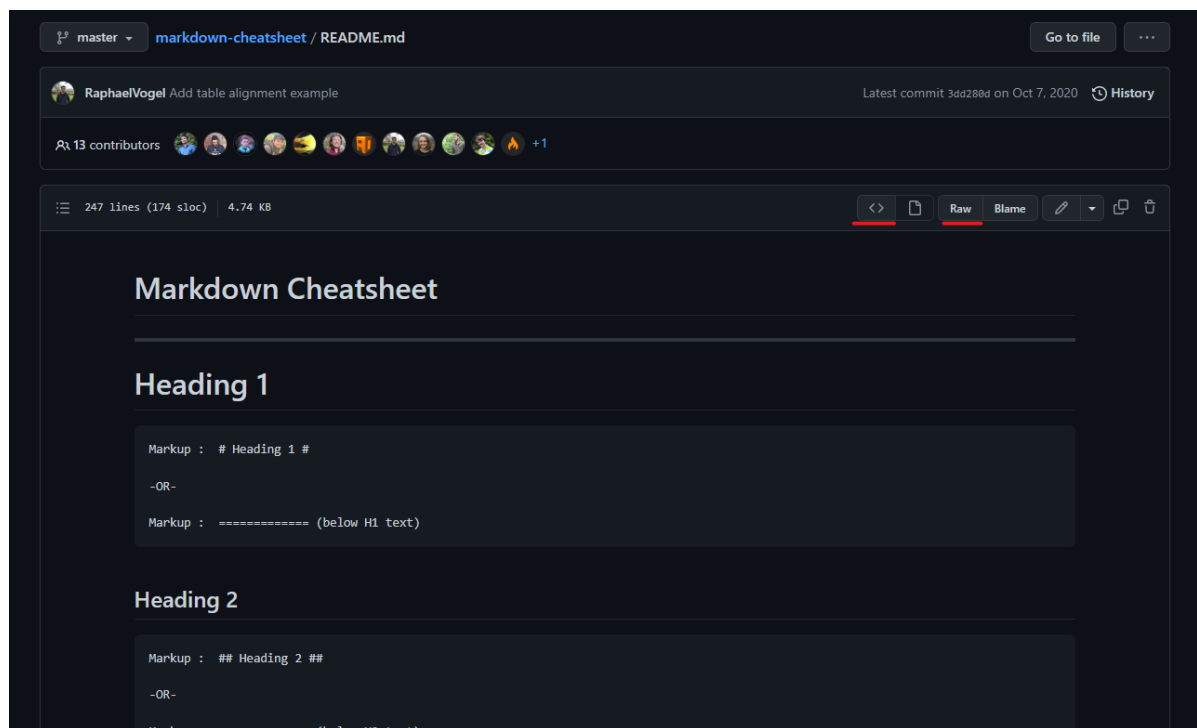 master markdown-cheatsheet / README.md Go to file ...
RaphaelVogel Add table alignment example Latest commit 3dd280d on Oct 7, 2020 History
13 contributors +1
247 lines (174 sloc) 4.74 KB <> Raw Blame
Markdown Cheatsheet
Heading 1
Markup : # Heading 1 #
-OR-
Markup : ============= (below H1 text)
Heading 2
Markup : ## Heading 2 ##
-OR-